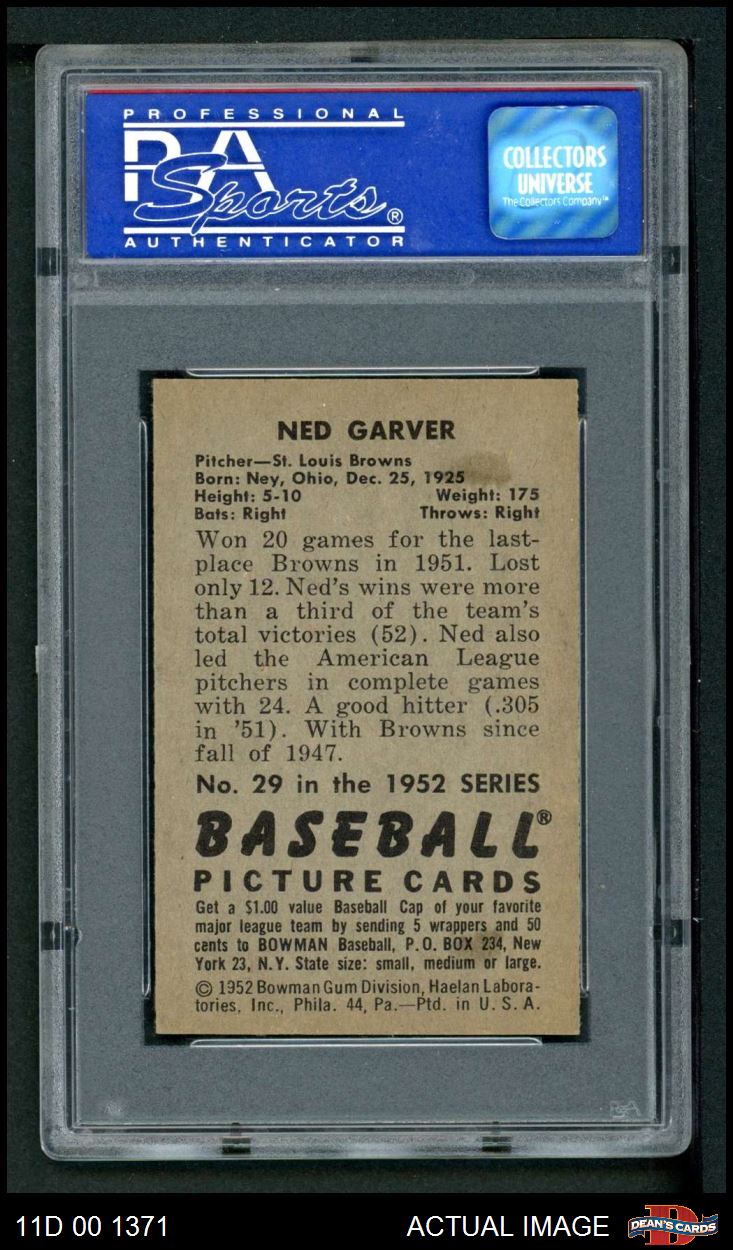 PROFESSIONAL
PSA
Sports®
AUTHENTICATOR
COLLECTORS
UNIVERSE
The Collectors Company™
NED GARVER
Pitcher—St. Louis Browns
Born: Ney, Ohio, Dec. 25, 1925
Height: 5-10 Weight: 175
Bats: Right Throws: Right
Won 20 games for the last-
place Browns in 1951. Lost
only 12. Ned's wins were more
than a third of the team's
total victories (52). Ned also
led the American League
pitchers in complete games
with 24. A good hitter (.305
in '51). With Browns since
fall of 1947.
No. 29 in the 1952 SERIES
BASEBALL®
PICTURE CARDS
Get a $1.00 value Baseball Cap of your favorite
major league team by sending 5 wrappers and 50
cents to BOWMAN Baseball, P.O. BOX 234, New
York 23, N.Y. State size: small, medium or large.
© 1952 Bowman Gum Division, Haelan Labora-
tories, Inc., Phila. 44, Pa.—Ptd. in U. S. A.
PSA
11D 00 1371 ACTUAL IMAGE DEAN'S CARDS